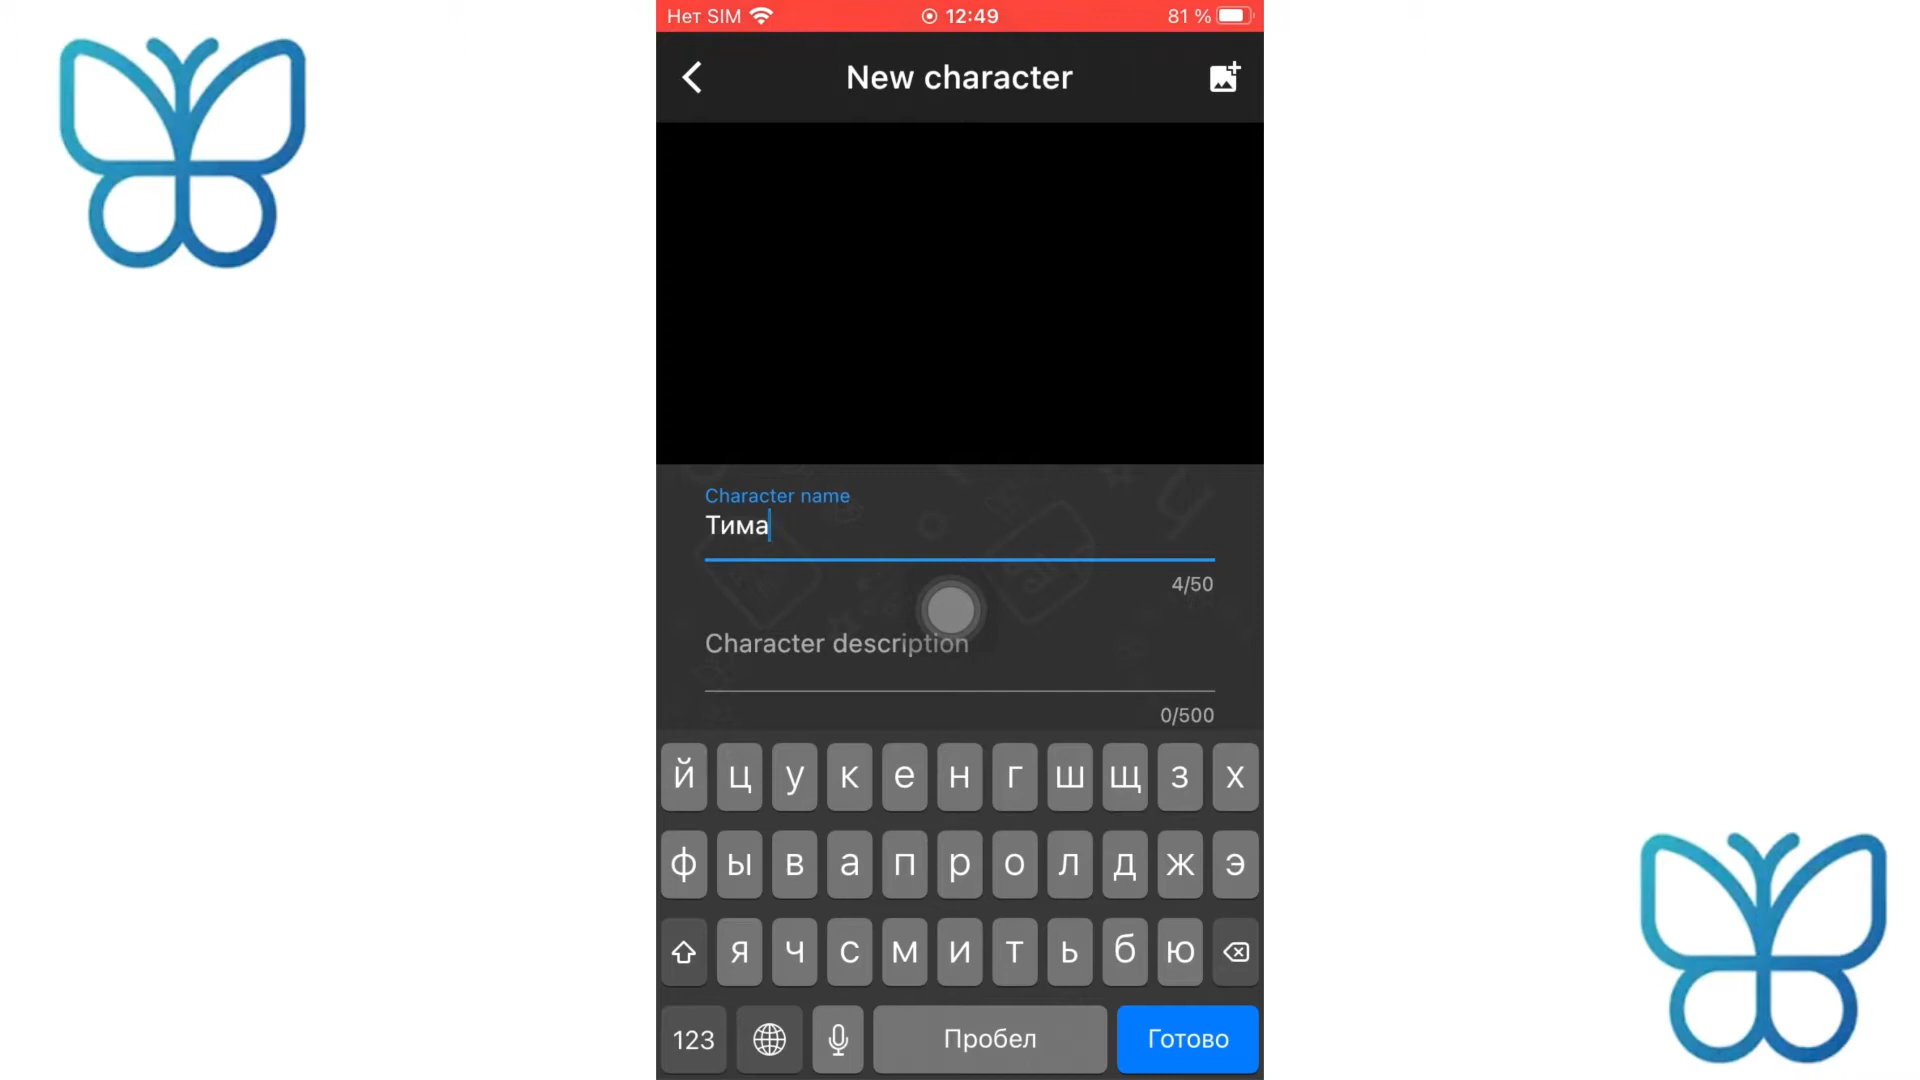 Нет SIM 12:49 81 %
New character
Character name
Тима
4/50
Character description
0/500
й ц у к е н г ш щ з х
ф ы в а п р о л д ж э
я ч с м и т ь б ю
123 Пробел Готово